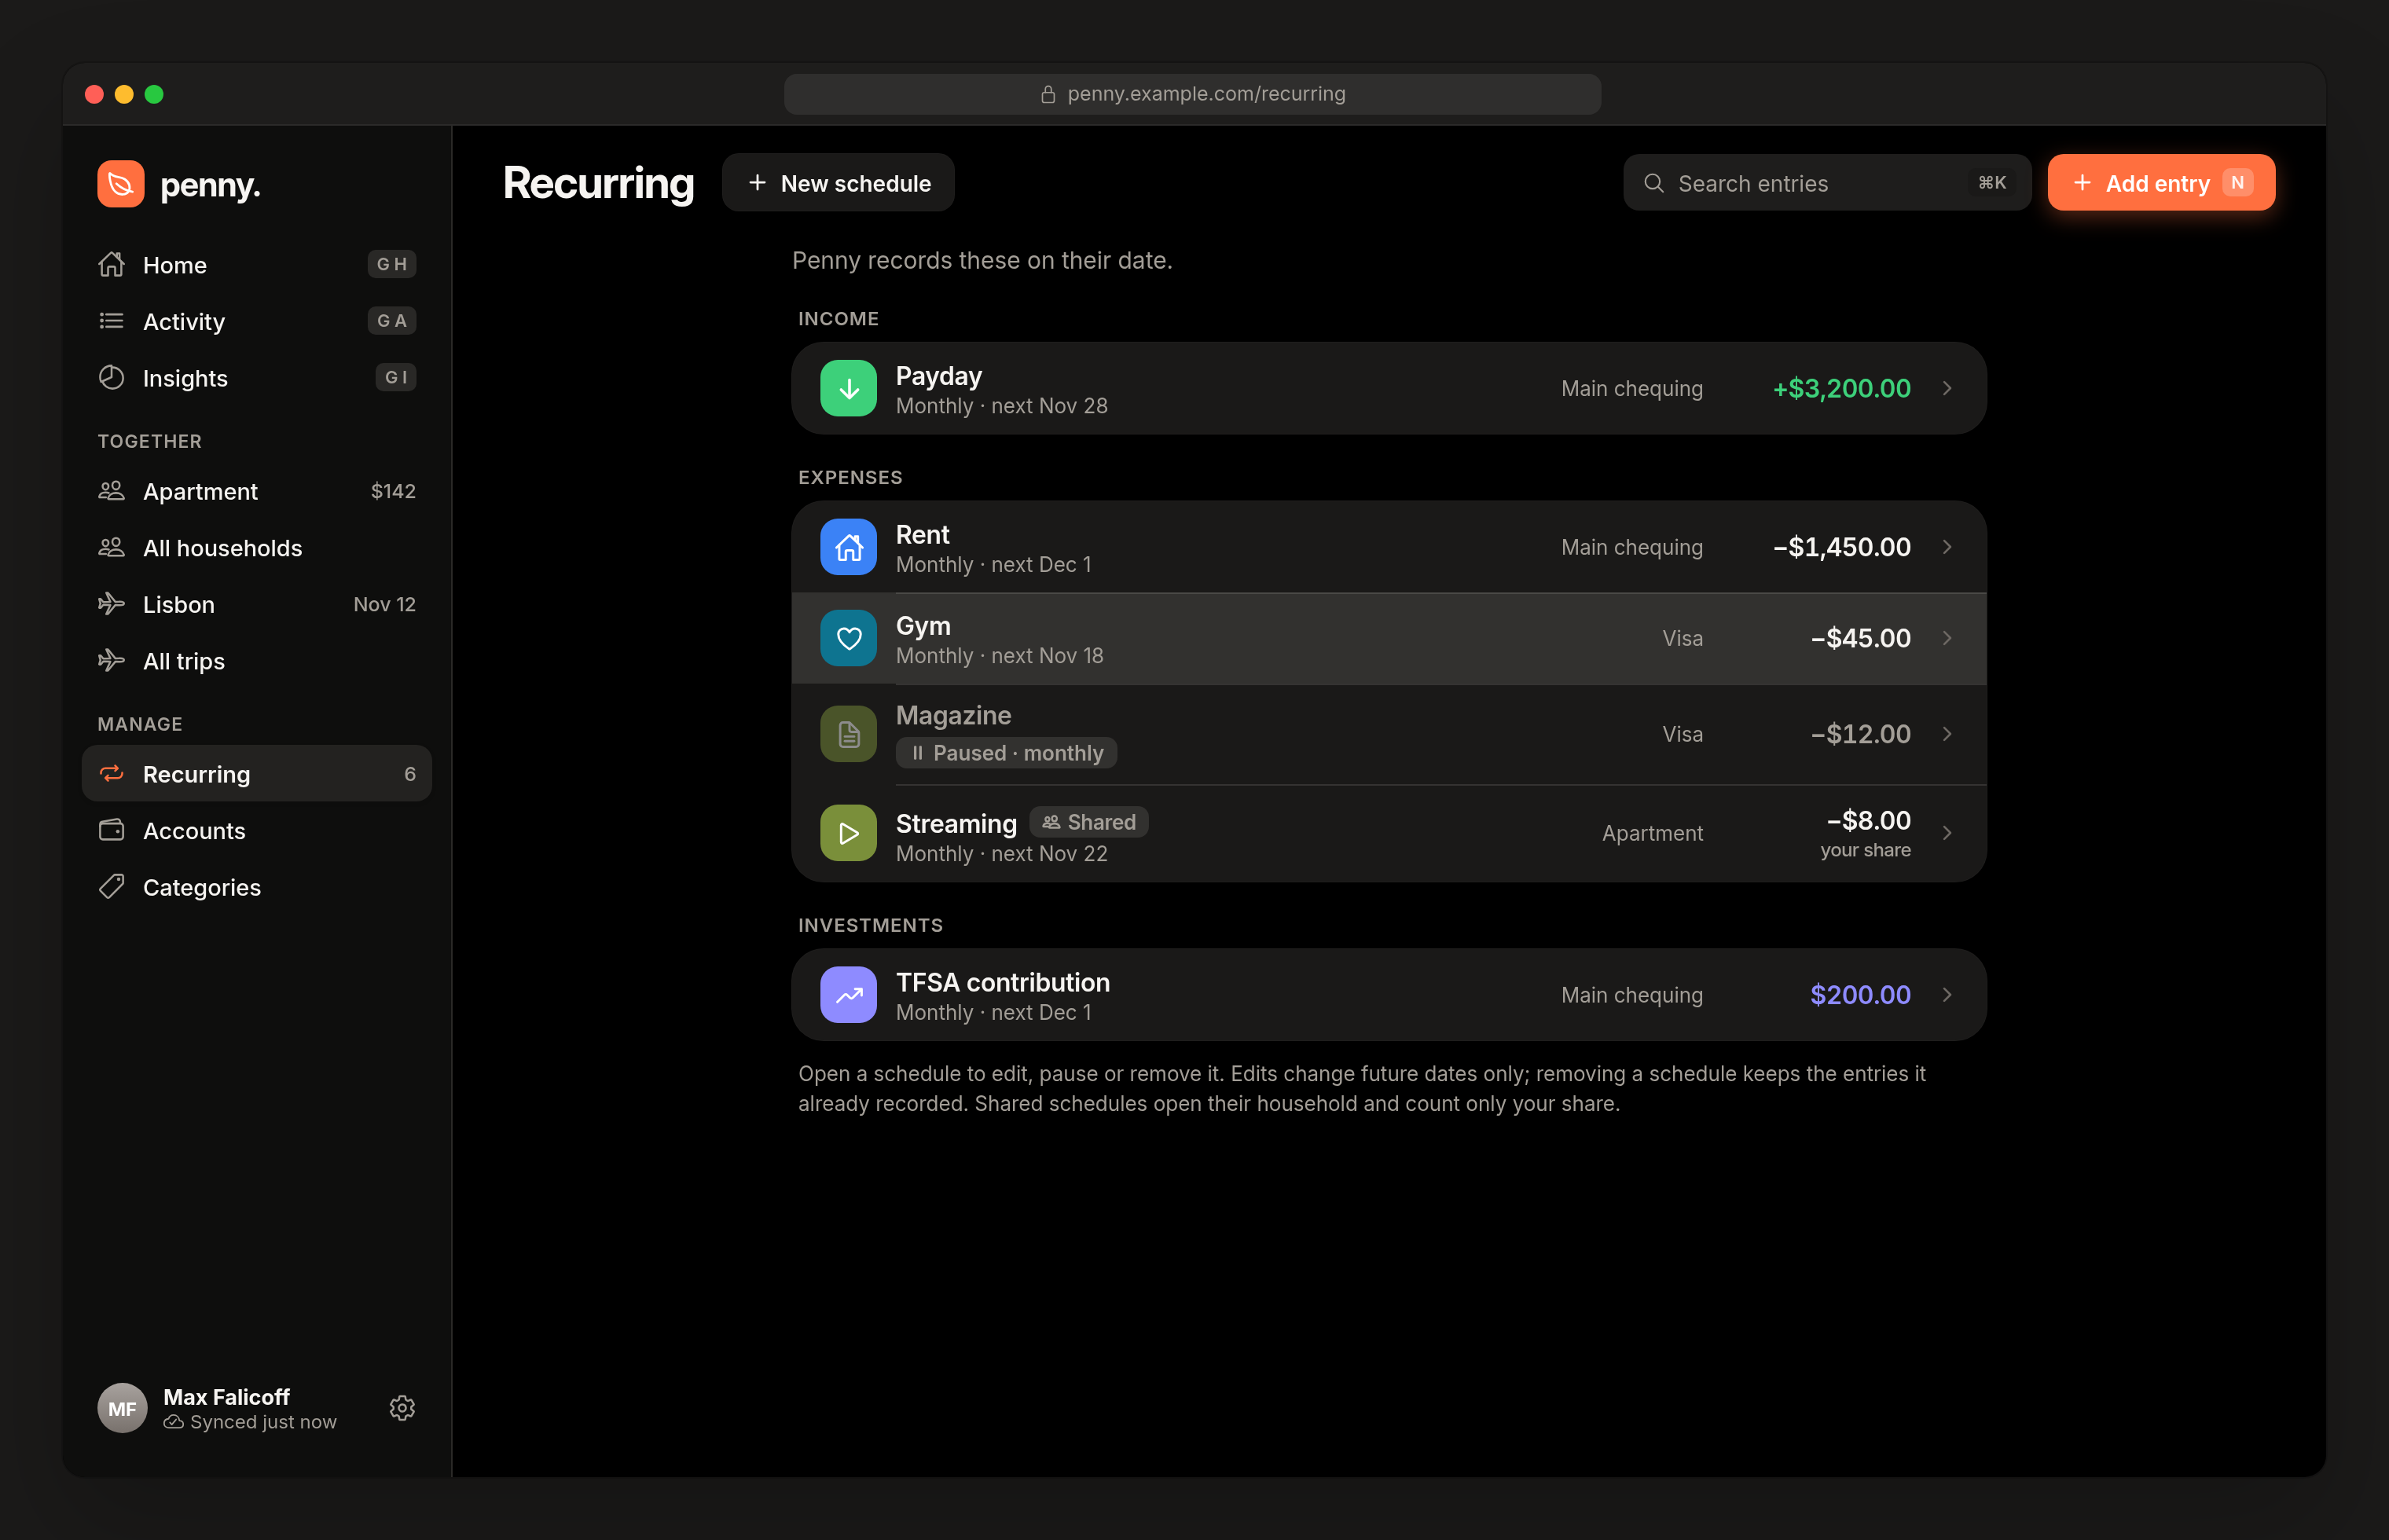 penny.example.com/recurring
penny.
Home G H
Activity G A
Insights G I
TOGETHER
Apartment $142
All households
Lisbon Nov 12
All trips
MANAGE
Recurring 6
Accounts
Categories
MF
Max Falicoff
Synced just now
Recurring
+ New schedule
Search entries ⌘K
+ Add entry N
Penny records these on their date.
INCOME
Payday
Monthly · next Nov 28
Main chequing
+$3,200.00
EXPENSES
Rent
Monthly · next Dec 1
Main chequing
−$1,450.00
Gym
Monthly · next Nov 18
Visa
−$45.00
Magazine
Paused · monthly
Visa
−$12.00
Streaming Shared
Monthly · next Nov 22
Apartment
−$8.00
your share
INVESTMENTS
TFSA contribution
Monthly · next Dec 1
Main chequing
$200.00
Open a schedule to edit, pause or remove it. Edits change future dates only; removing a schedule keeps the entries it
already recorded. Shared schedules open their household and count only your share.